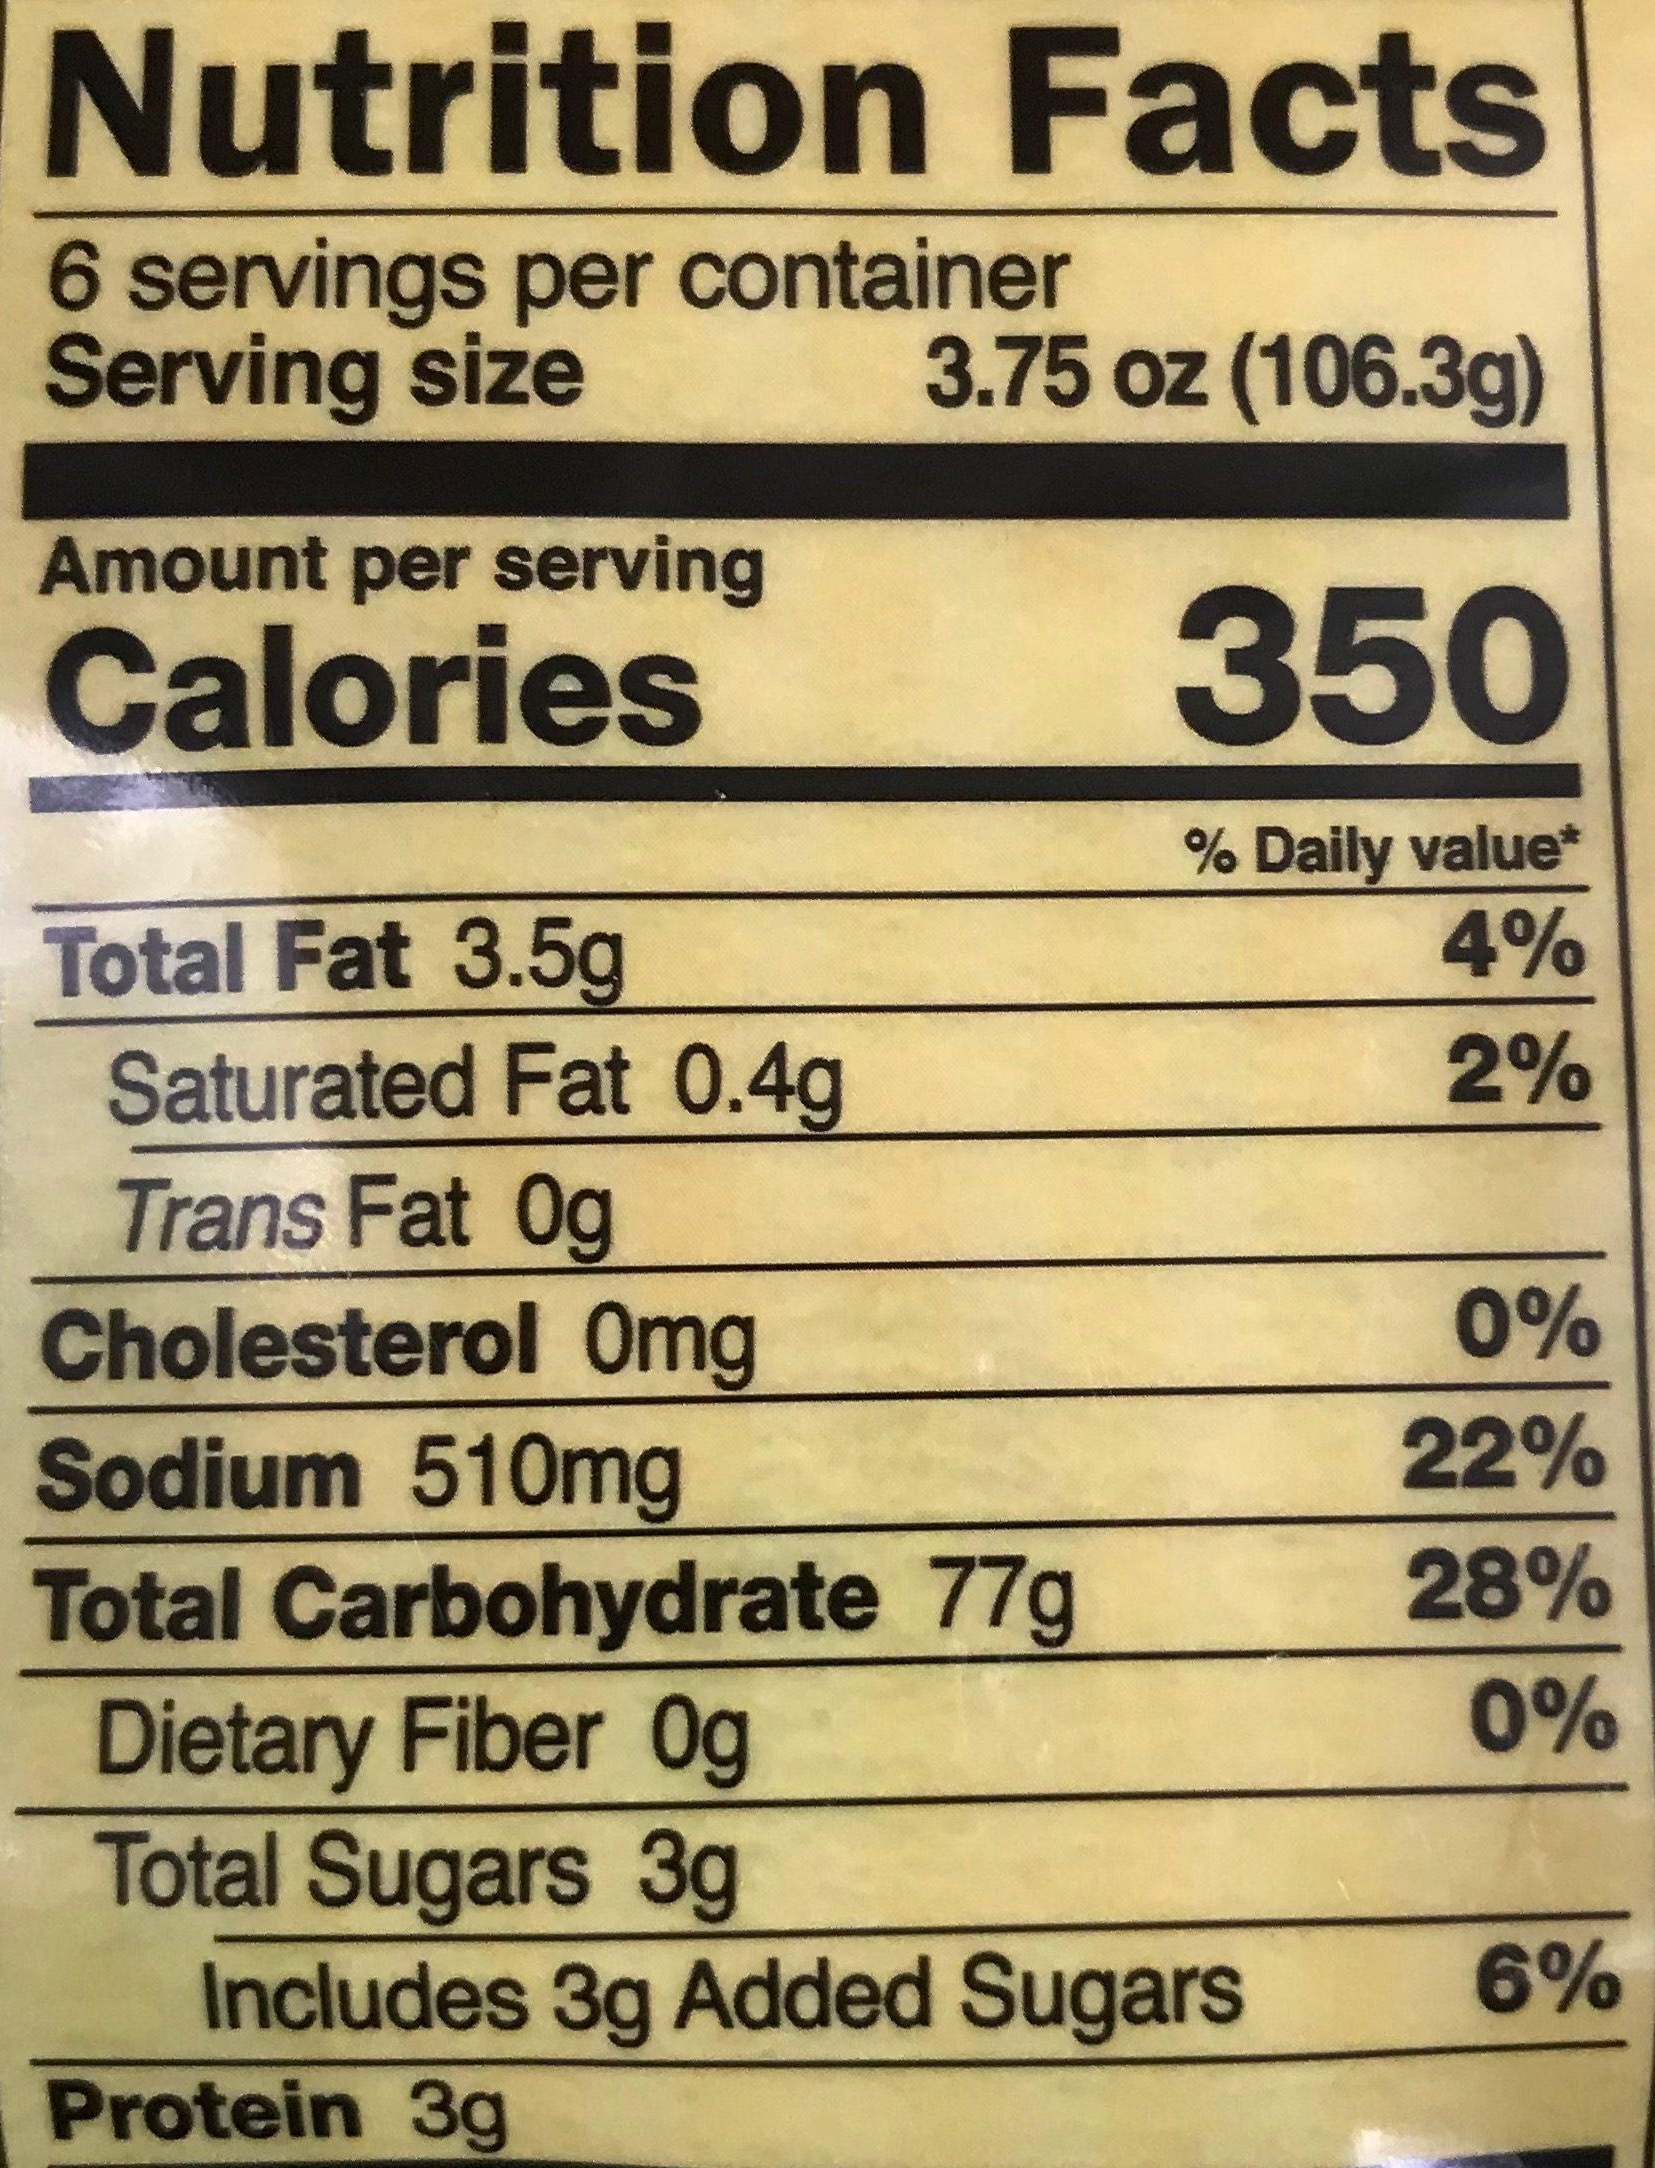 Nutrition Facts
6 servings per container
Serving size 3.75 oz (106.3g)
Amount per serving
Calories 350
% Daily value*
Total Fat 3.5g 4%
Saturated Fat 0.4g 2%
Trans Fat 0g
Cholesterol 0mg 0%
Sodium 510mg 22%
Total Carbohydrate 77g 28%
Dietary Fiber 0g 0%
Total Sugars 3g
Includes 3g Added Sugars 6%
Protein 3g